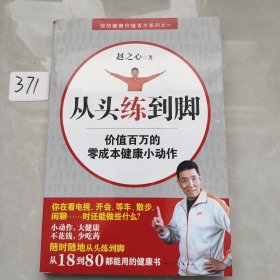 你的健康价值百万系列之一
赵之心 著
371
从头练到脚
价值百万的
零成本健康小动作
你在看电视、开会、等车、散步、
闲聊……时还能做些什么？
小动作，大健康
不花钱，少吃药
随时随地从头练到脚
从18到80都能用的健康书